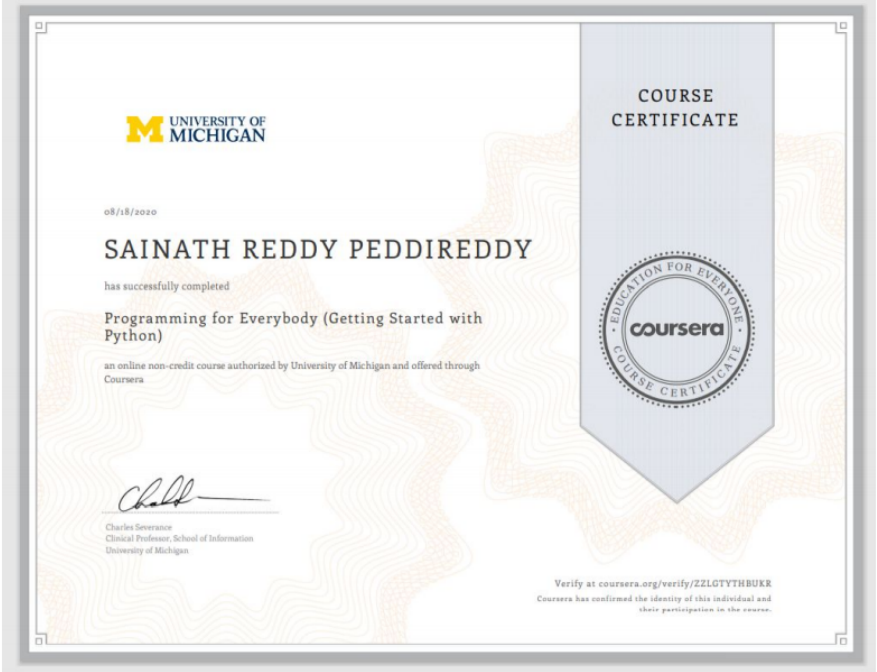 COURSE
CERTIFICATE
UNIVERSITY OF
MICHIGAN
08/18/2020
SAINATH REDDY PEDDIREDDY
has successfully completed
Programming for Everybody (Getting Started with
Python)
an online non-credit course authorized by University of Michigan and offered through
Coursera
EDUCATION FOR EVERYONE
coursera
COURSE CERTIFICATE
Charles Severance
Clinical Professor, School of Information
University of Michigan
Verify at coursera.org/verify/ZZLGTYTHBUKR
Coursera has confirmed the identity of this individual and
their participation in the course.